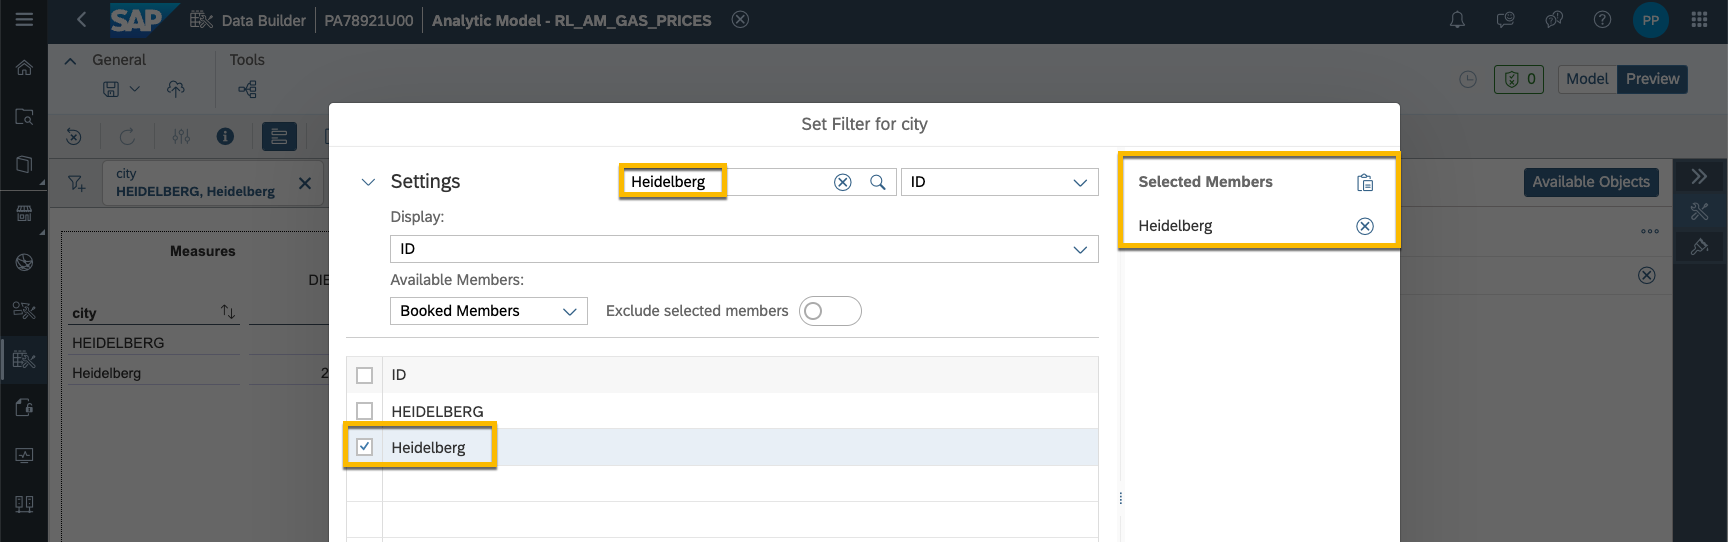 SAP Data Builder PA78921U00 Analytic Model - RL_AM_GAS_PRICES PP
General Tools
0 Model Preview
Set Filter for city
city
HEIDELBERG, Heidelberg
Settings Heidelberg ID
Selected Members
Available Objects
Display:
Heidelberg
ID
Measures
Available Members:
DIE
Booked Members Exclude selected members
city
HEIDELBERG
Heidelberg 2
ID
HEIDELBERG
Heidelberg